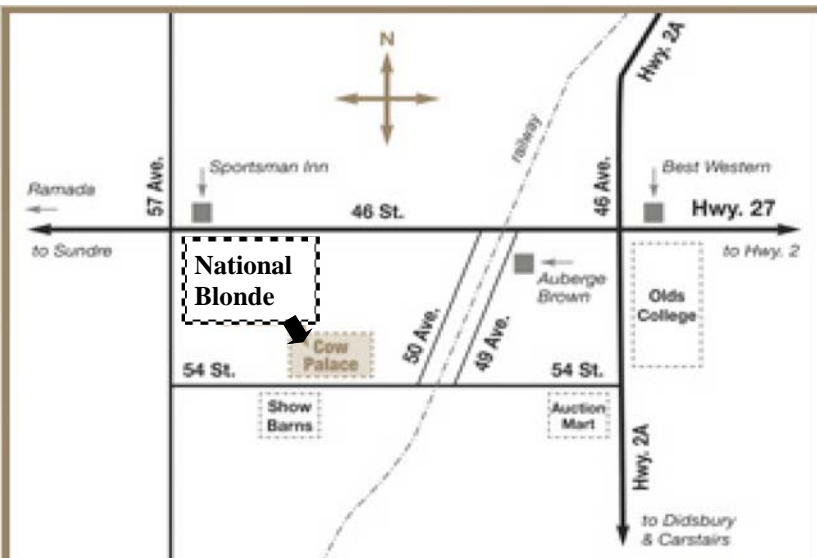 N
Hwy. 2A
railway
Sportsman Inn
Best Western
Ramada
57 Ave.
46 St.
46 Ave.
Hwy. 27
to Sundre
to Hwy. 2
National
Blonde
Auberge
Brown
Olds
College
50 Ave.
49 Ave.
Cow
Palace
54 St.
54 St.
Show
Barns
Auction
Mart
Hwy. 2A
to Didsbury
& Carstairs